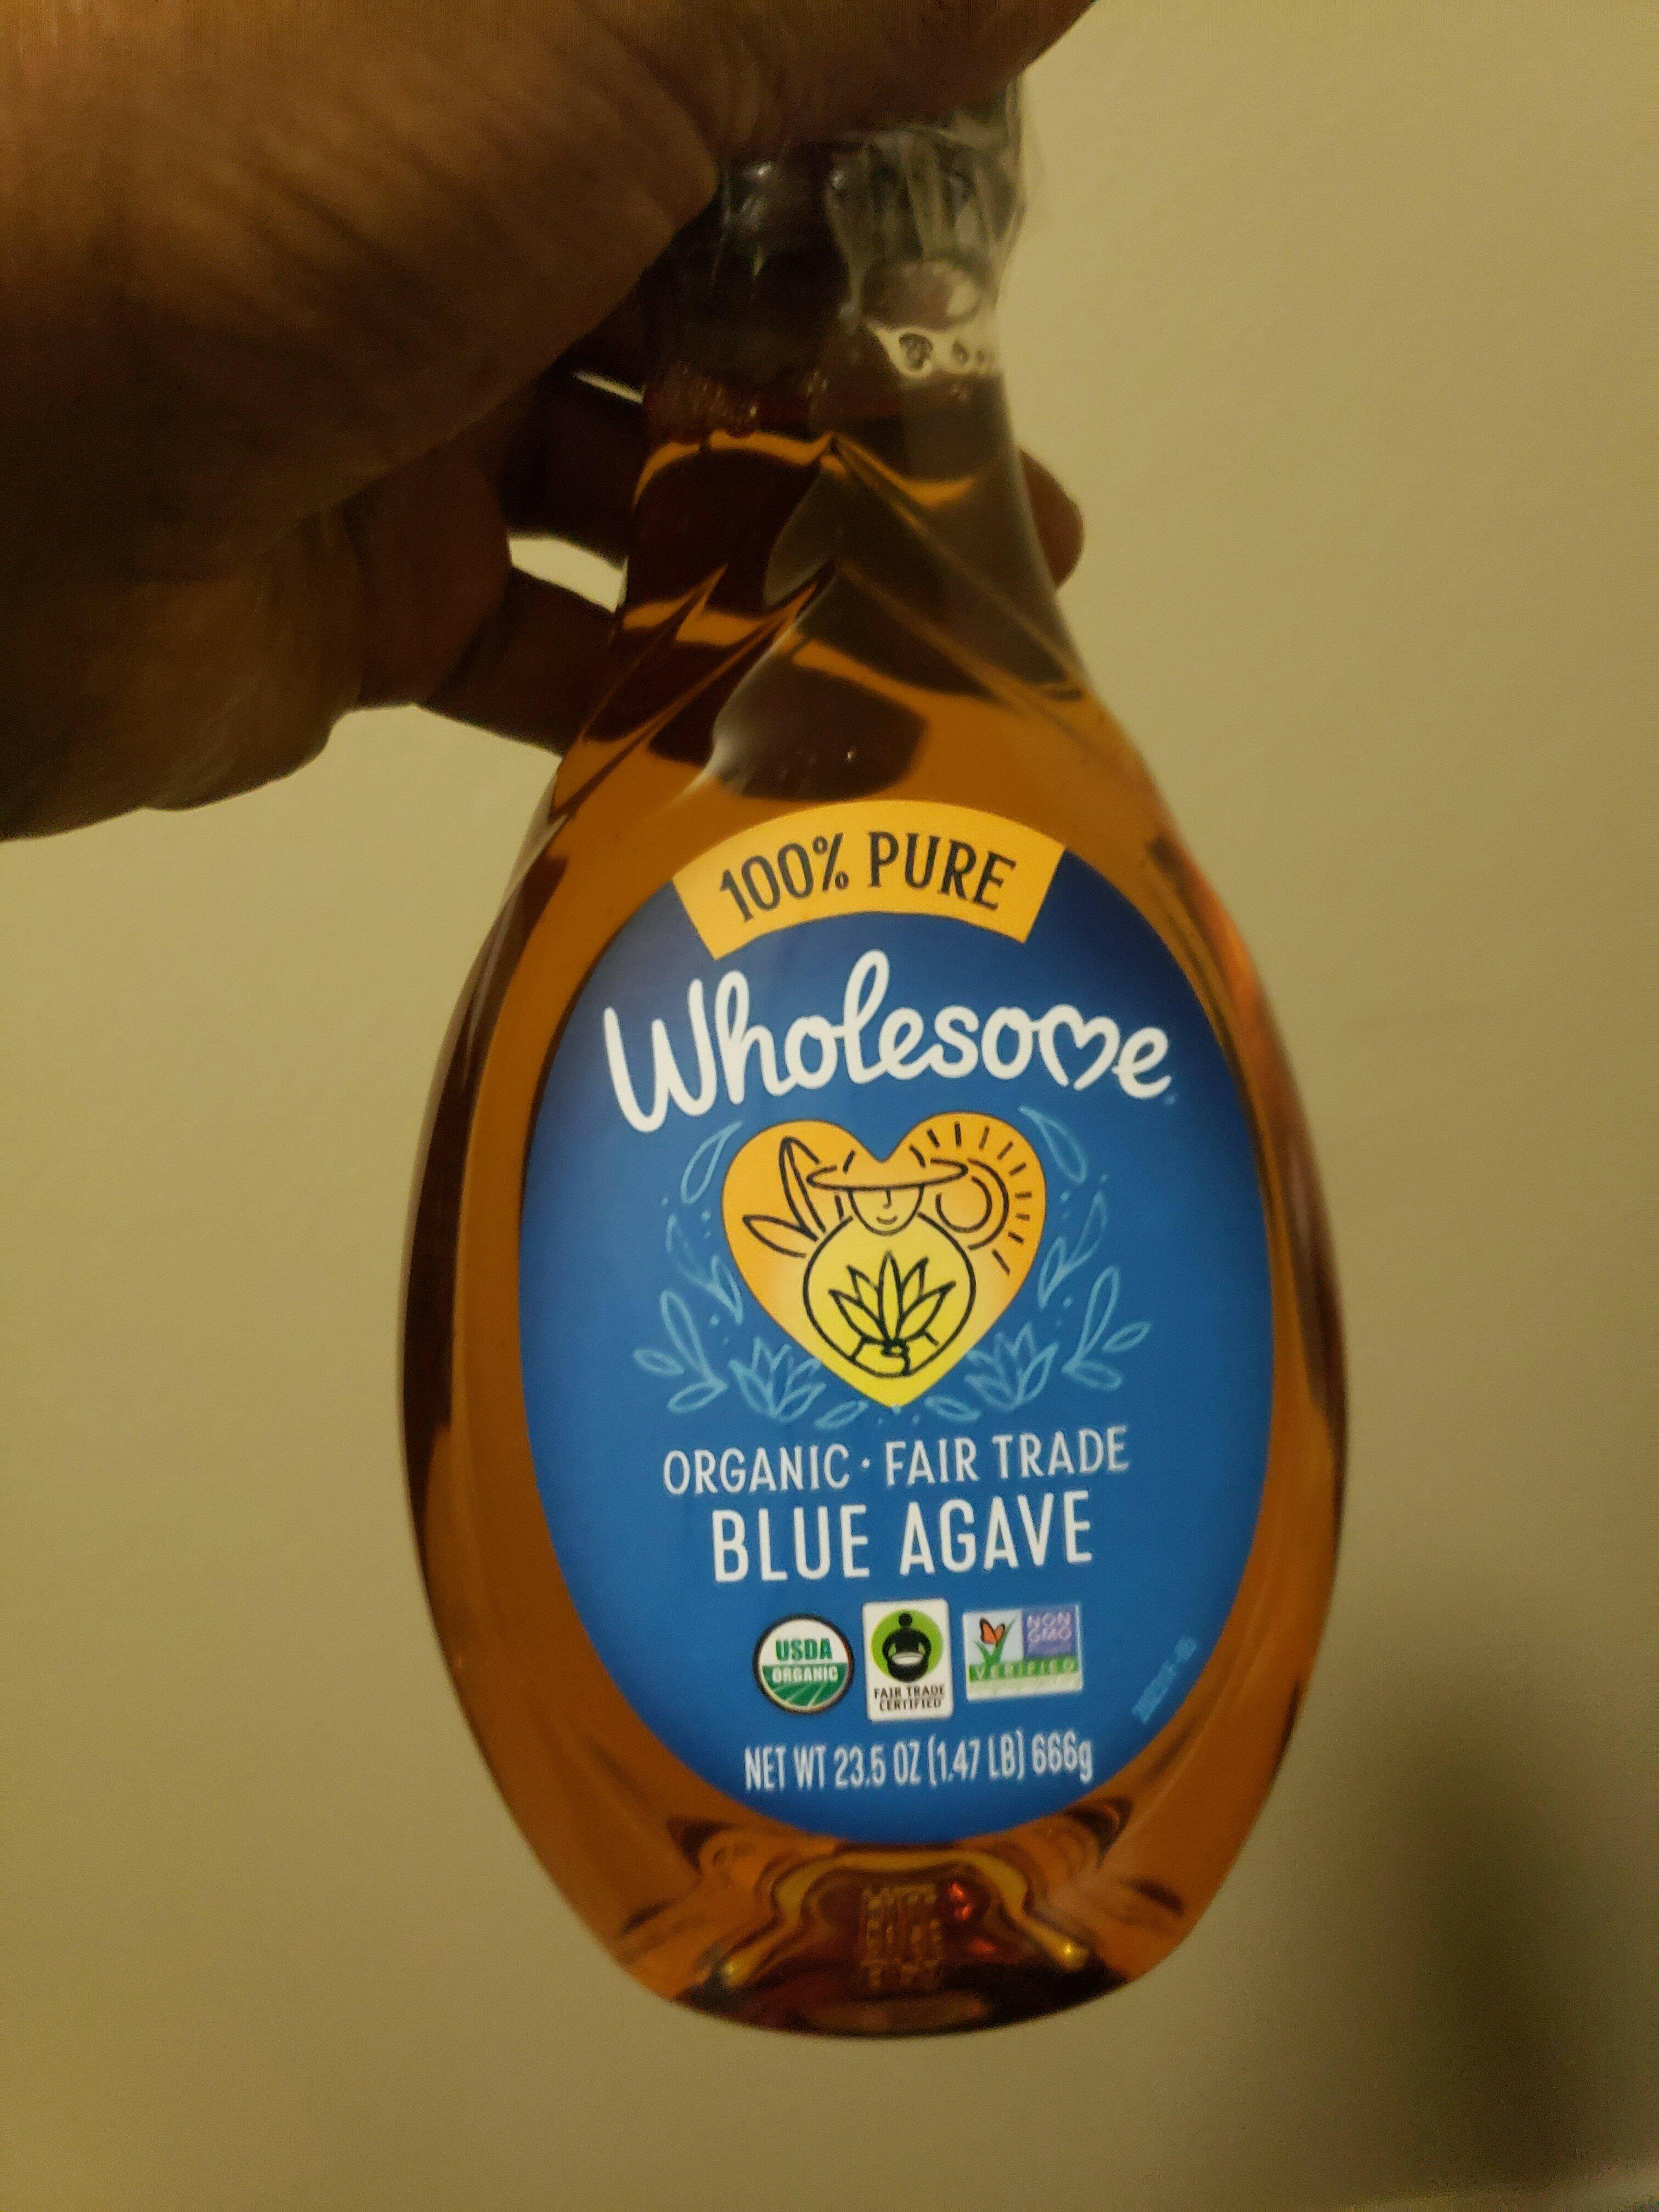 100% PURE
Wholesome
ORGANIC · FAIR TRADE
BLUE AGAVE
USDA
ORGANIC
FAIR TRADE
CERTIFIED
NON
GMO
VERIFIED
NET WT 23.5 OZ (1.47 LB) 666g